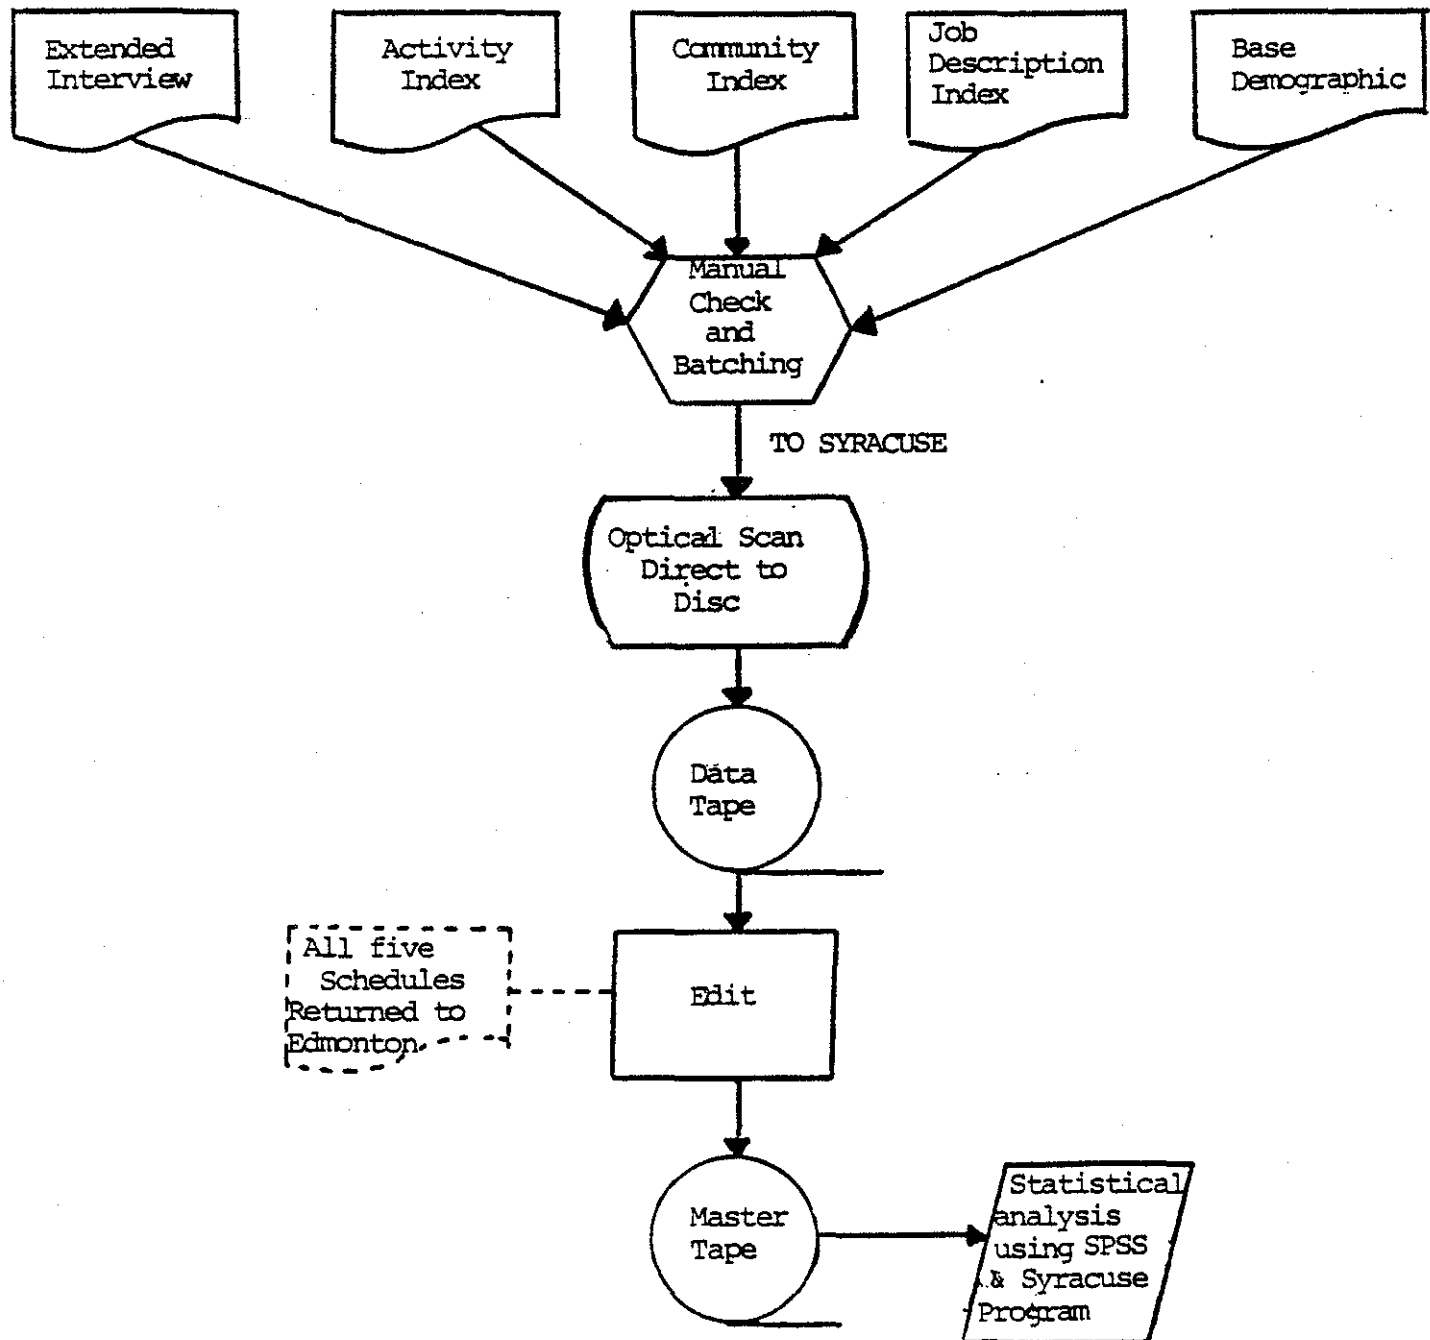 Extended
Interview
Activity
Index
Community
Index
Job
Description
Index
Base
Demographic
Manual
Check
and
Batching
TO SYRACUSE
Optical Scan
Direct to
Disc
Data
Tape
All five
Schedules
Returned to
Edmonton
Edit
Master
Tape
Statistical
analysis
using SPSS
& Syracuse
Program